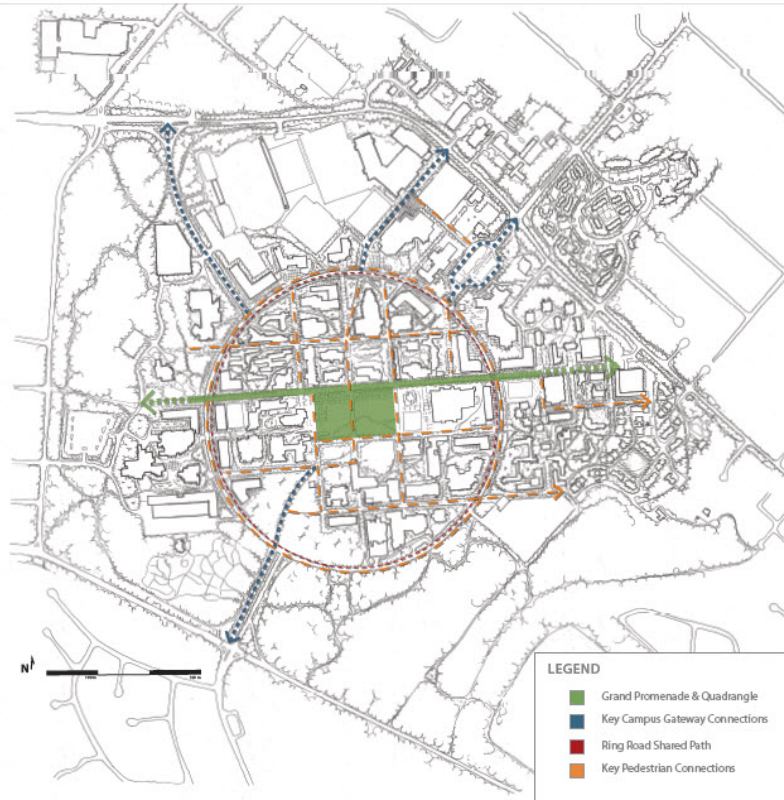 N
LEGEND
Grand Promenade & Quadrangle
Key Campus Gateway Connections
Ring Road Shared Path
Key Pedestrian Connections